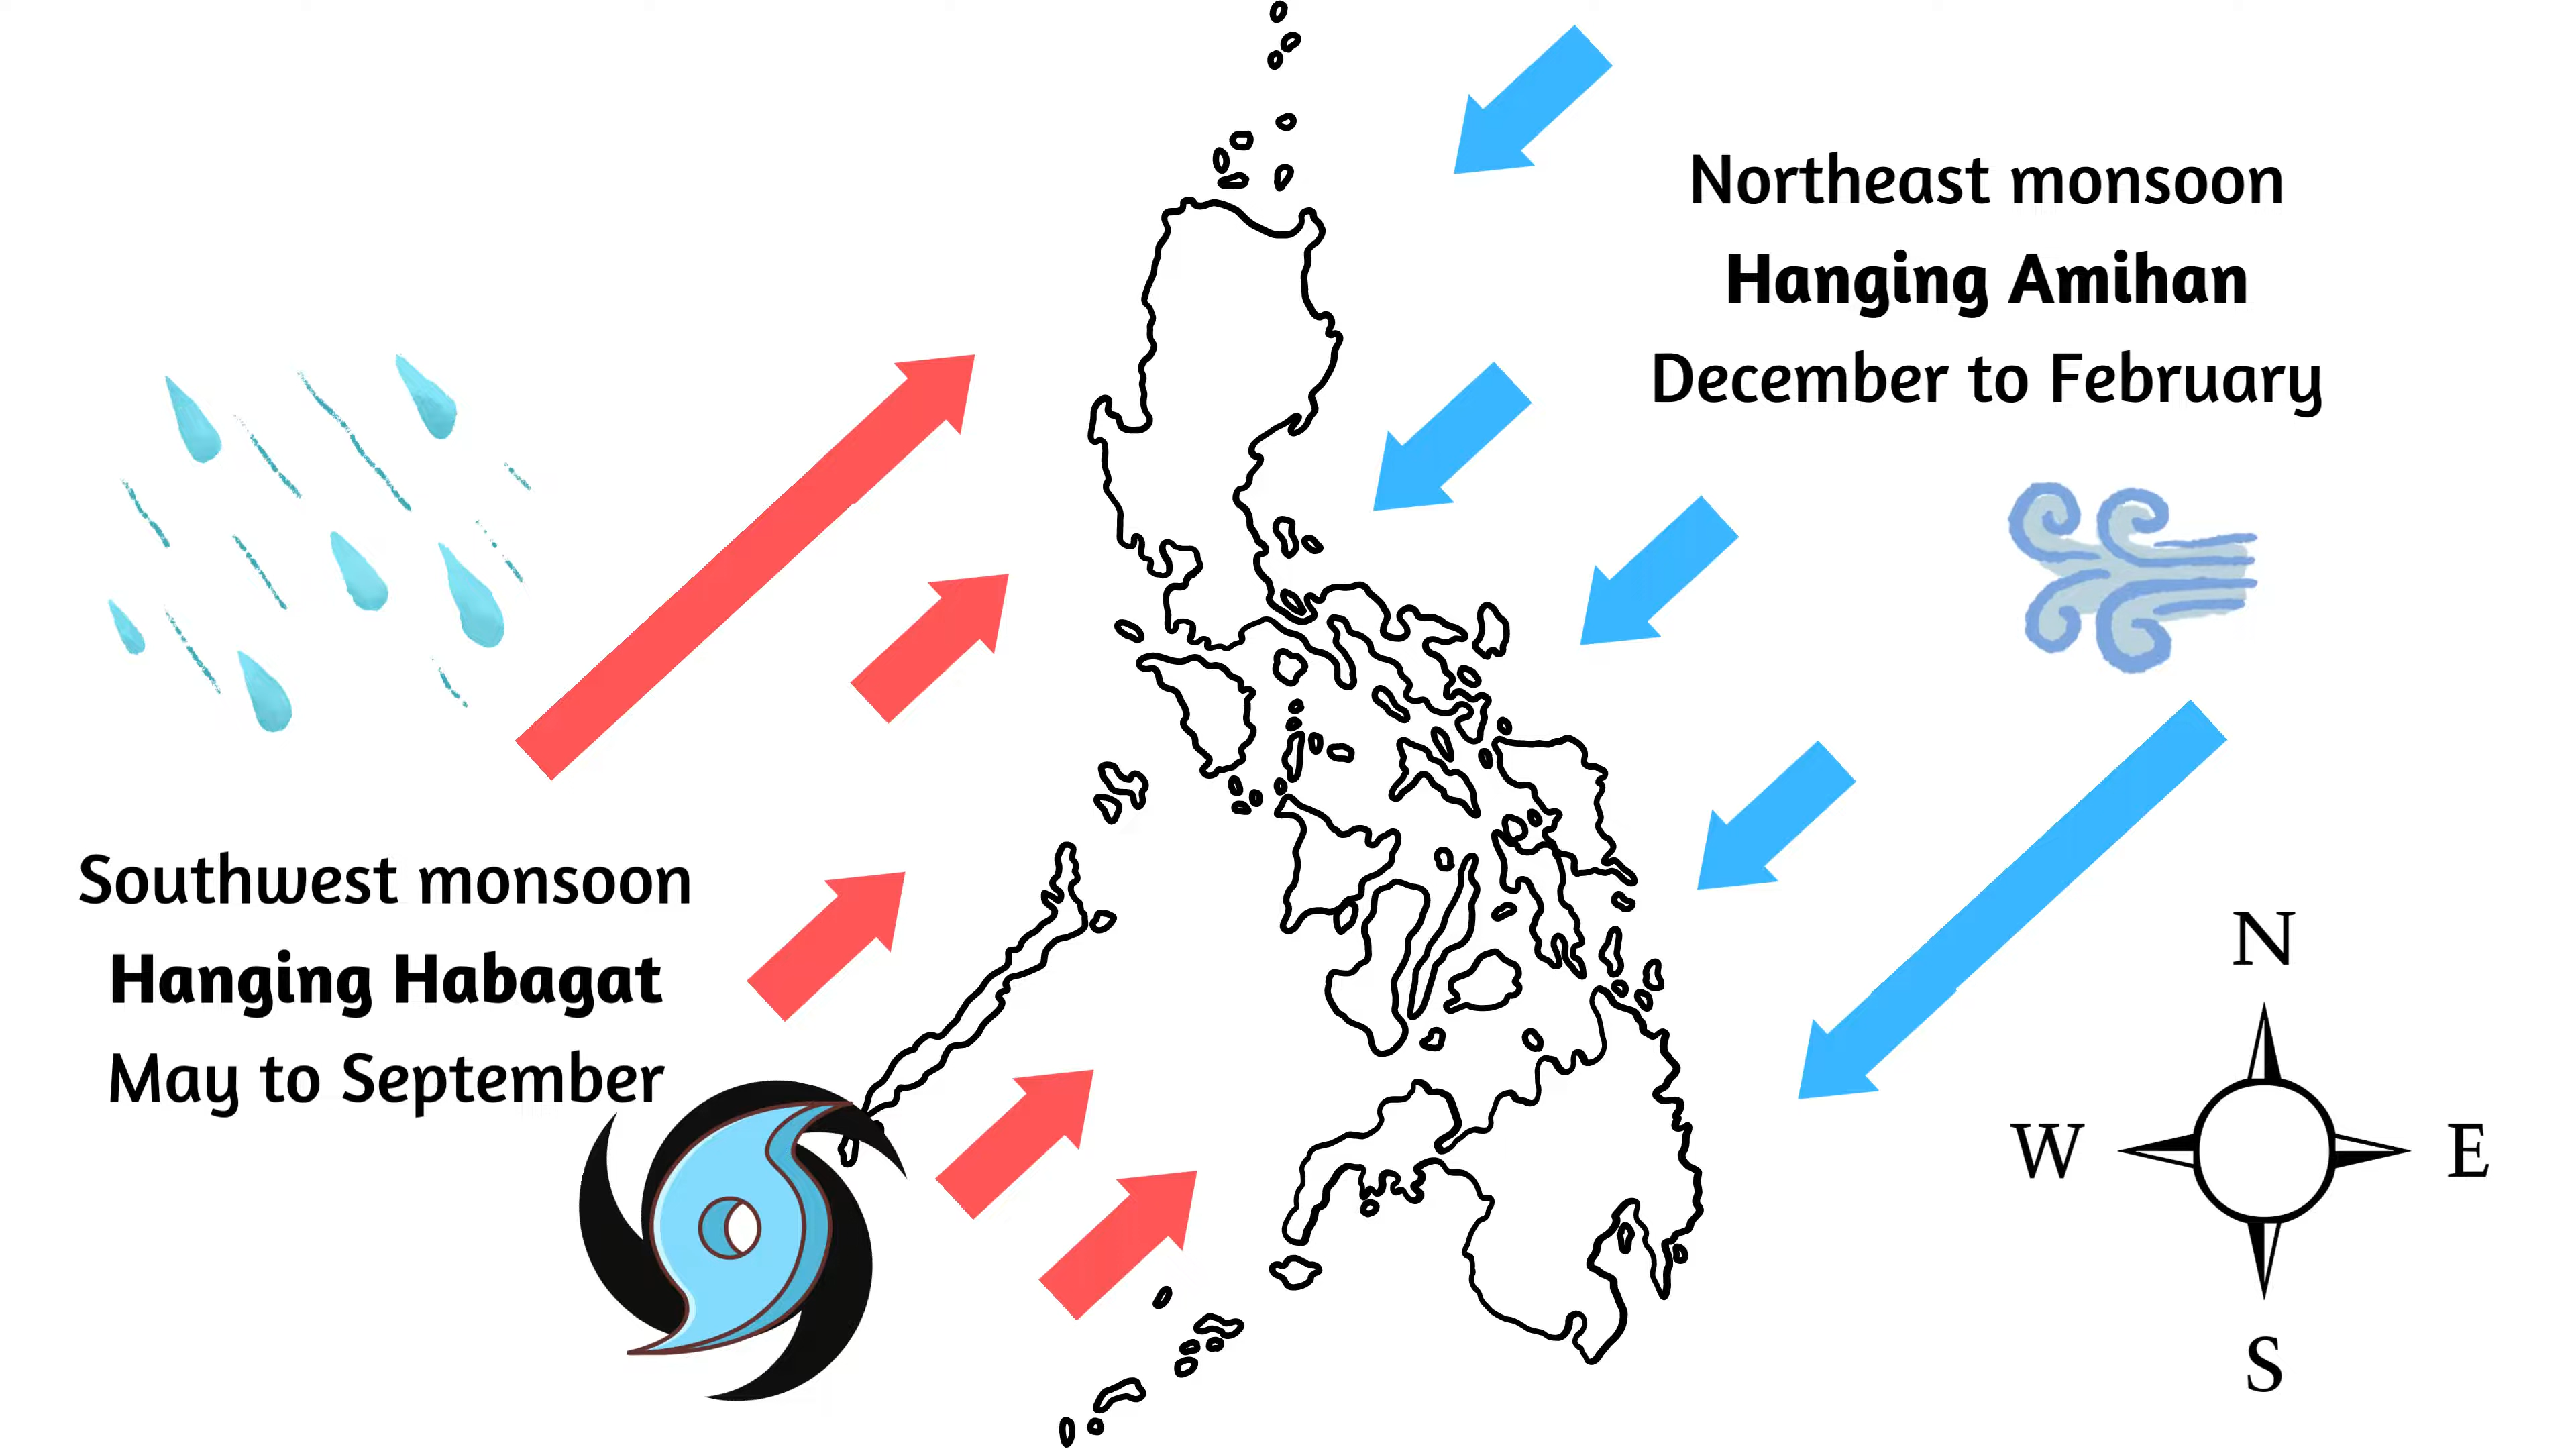 Northeast monsoon
Hanging Amihan
December to February
Southwest monsoon
Hanging Habagat
May to September
N
W
E
S